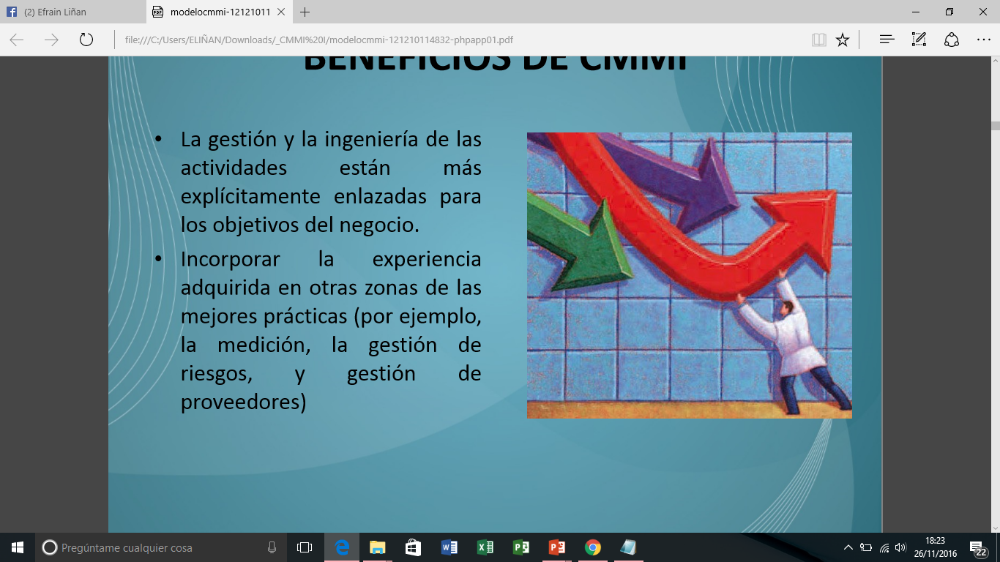 (2) Efrain Liñan
modelocmmi-12121011
file:///C:/Users/ELIÑAN/Downloads/_CMMI%20I/modelocmmi-121210114832-phpapp01.pdf
BENEFICIOS DE CMMI
• La gestión y la ingeniería de las
actividades están más
explícitamente enlazadas para
los objetivos del negocio.
• Incorporar la experiencia
adquirida en otras zonas de las
mejores prácticas (por ejemplo,
la medición, la gestión de
riesgos, y gestión de
proveedores)
Pregúntame cualquier cosa
18:23
26/11/2016
22